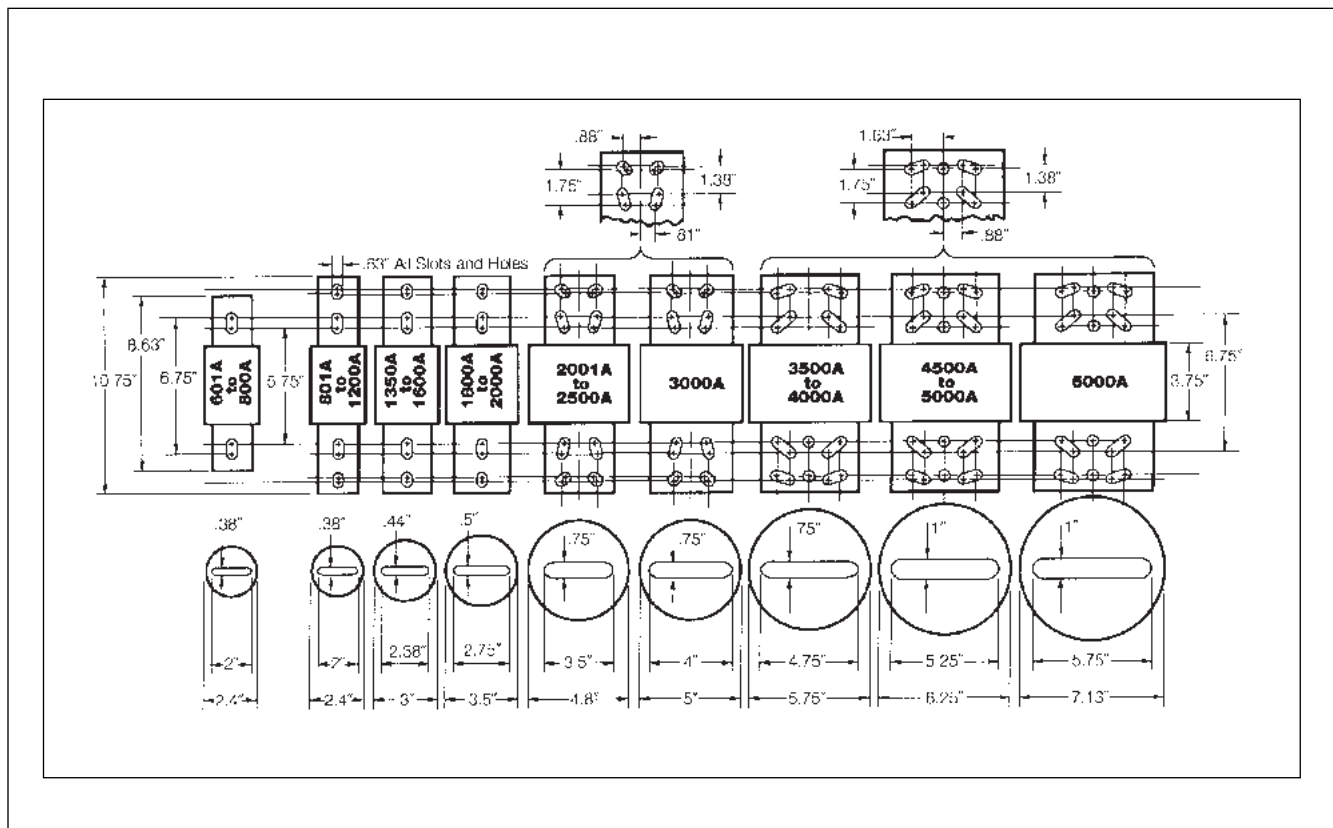 .88"
1.63"
1.75"
1.38"
1.75"
1.38"
.81"
.88"
.63" All Slots and Holes
10.75"
8.63"
6.75"
5.75"
601A
to
800A
801A
to
1200A
1350A
to
1600A
1600A
to
2000A
2001A
to
2500A
3000A
3500A
to
4000A
4500A
to
5000A
6000A
6.75"
3.75"
.38"
.38"
.44"
.5"
.75"
.75"
.75"
1"
1"
2"
2"
2.75"
3.5"
4"
4.75"
5.25"
5.75"
2.4"
2.4"
3"
3.5"
4.8"
5"
5.75"
6.25"
7.13"